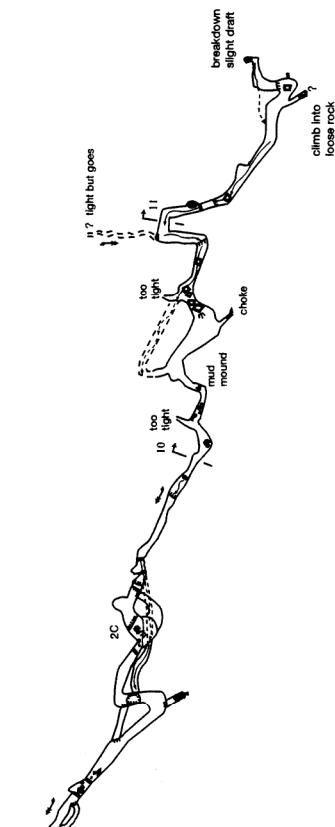 breakdown
slight draft
?
climb into
loose rock
? tight but goes
11
too
tight
choke
mud
mound
too
tight
10
2C